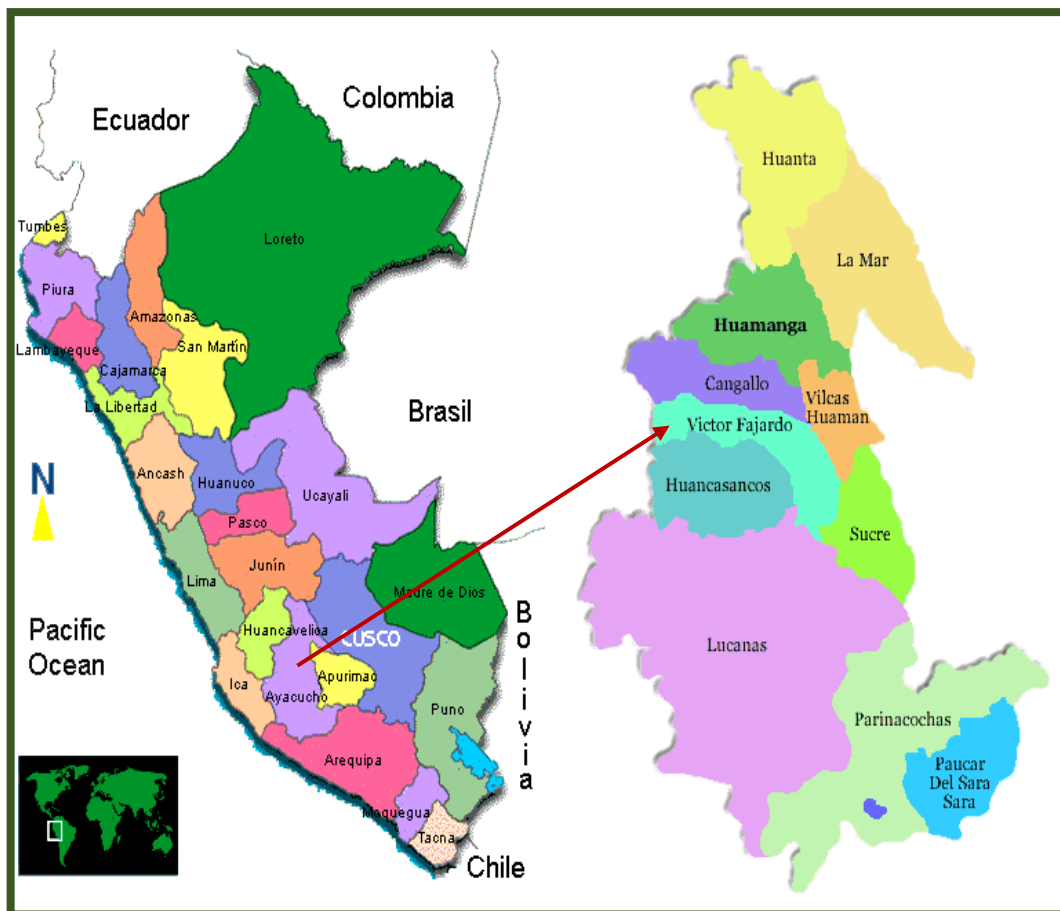 Colombia
Ecuador
Tumbes
Loreto
Piura
Amazonas
San Martín
Lambayeque
Cajamarca
La Libertad
Brasil
Ancash
Huanuco
Ucayali
N
Pasco
Junín
Lima
Madre de Dios
Huancavelica
CUSCO
Pacific
Ocean
Ica
Apurimac
Ayacucho
Puno
Bolivia
Arequipa
Moquegua
Tacna
Chile
Huanta
La Mar
Huamanga
Cangallo
Vilcas
Huaman
Victor Fajardo
Huancasancos
Sucre
Lucanas
Parinacochas
Paucar
Del Sara
Sara